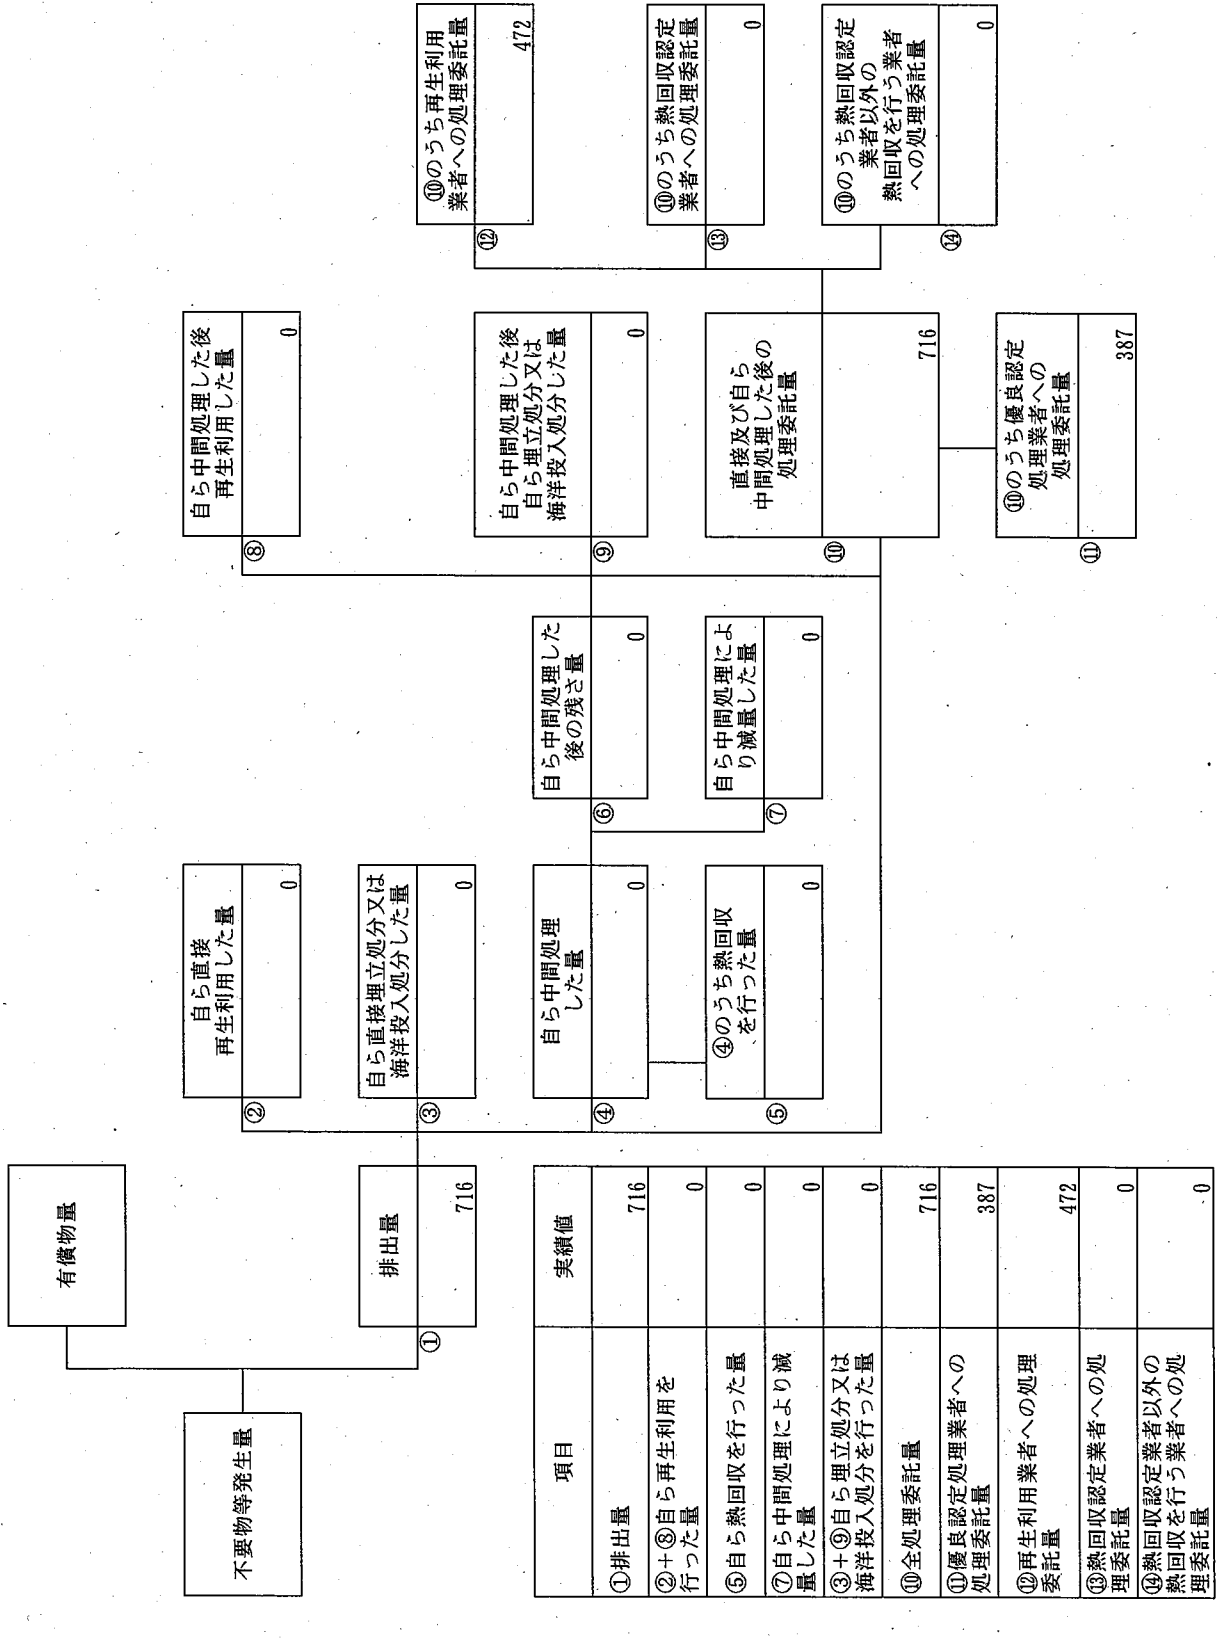 有償物量
不要物等発生量
排出量
①
716
自ら直接
再生利用した量
②
0
自ら直接埋立処分又は
海洋投入処分した量
③
0
自ら中間処理
した量
④
0
④のうち熱回収
を行った量
⑤
0
自ら中間処理した
後の残さ量
⑥
0
自ら中間処理によ
り減量した量
⑦
0
自ら中間処理した後
再生利用した量
⑧
0
自ら中間処理した後
自ら埋立処分又は
海洋投入処分した量
⑨
0
直接及び自ら
中間処理した後の
処理委託量
⑩
716
⑩のうち優良認定
処理業者への
処理委託量
⑪
387
⑩のうち再生利用
業者への処理委託量
⑫
472
⑩のうち熱回収認定
業者への処理委託量
⑬
0
⑩のうち熱回収認定
業者以外の
熱回収を行う業者
への処理委託量
⑭
0
項目 実績値
①排出量 716
②+⑧自ら再生利用を
行った量 0
⑤自ら熱回収を行った量 0
⑦自ら中間処理により減
量した量 0
③+⑨自ら埋立処分又は
海洋投入処分を行った量 0
⑩全処理委託量 716
⑪優良認定処理業者への
処理委託量 387
⑫再生利用業者への処理
委託量 472
⑬熱回収認定業者への処
理委託量 0
⑭熱回収認定業者以外の
熱回収を行う業者への処
理委託量 0